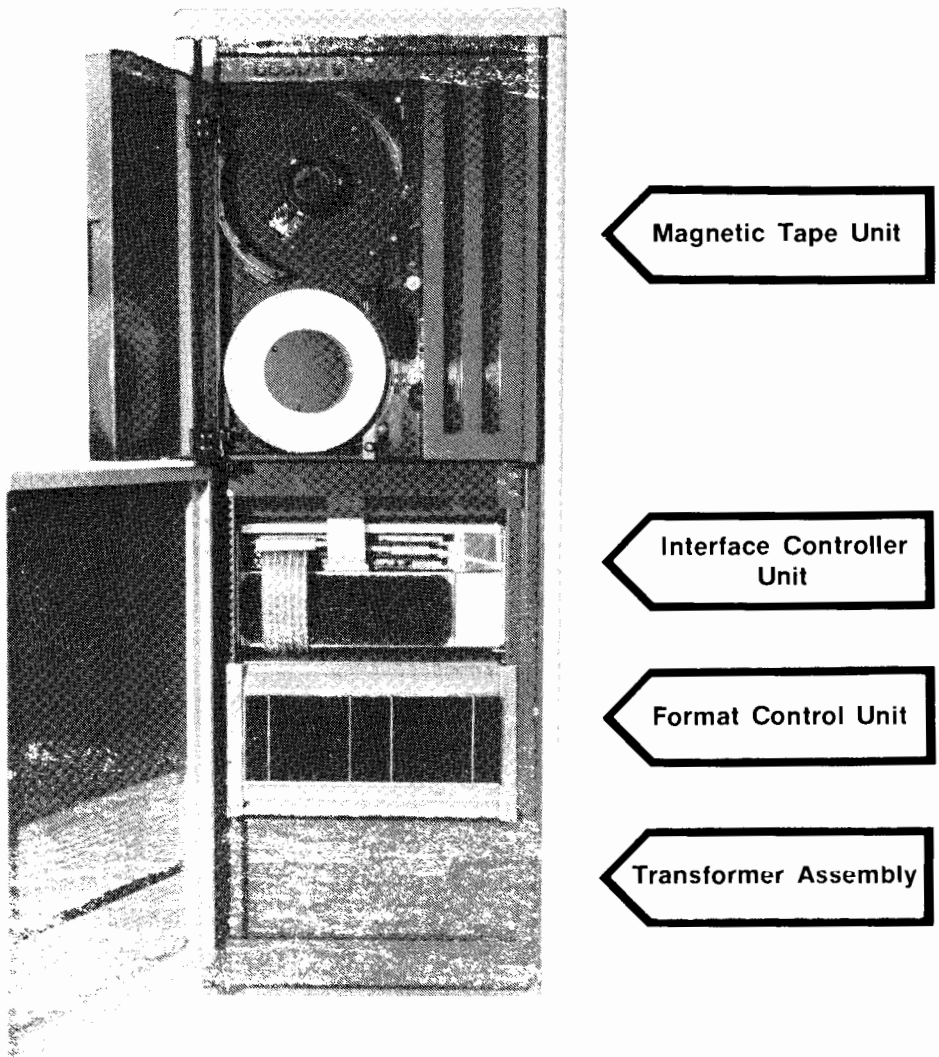 Magnetic Tape Unit
Interface Controller
Unit
Format Control Unit
Transformer Assembly